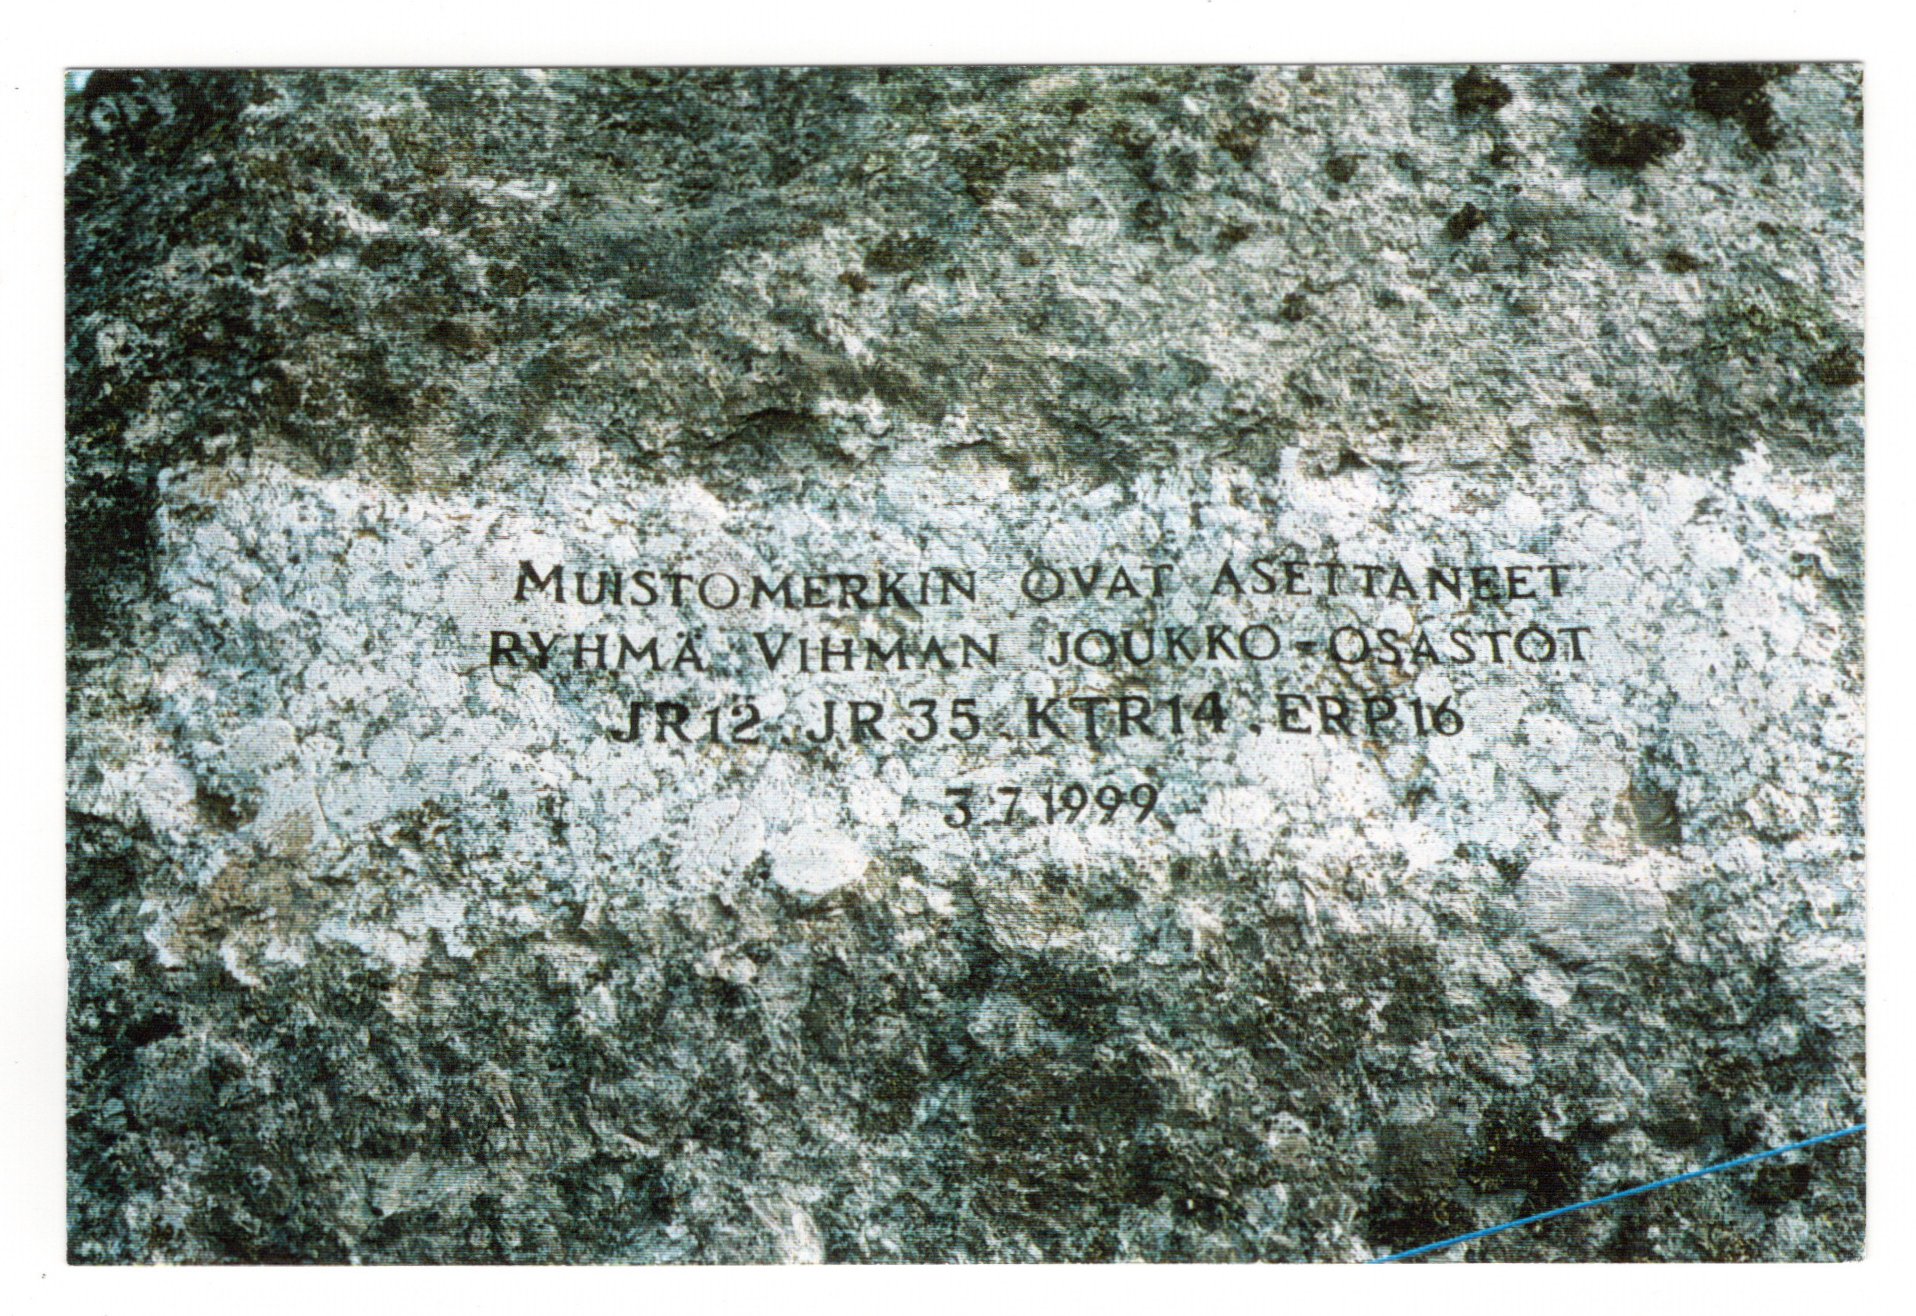 MUISTOMERKIN OVAT ASETTANEET
RYHMÄ VIHMAN JOUKKO-OSASTOT
JR12, JR35, KTR14, ERP16
3.7.1999